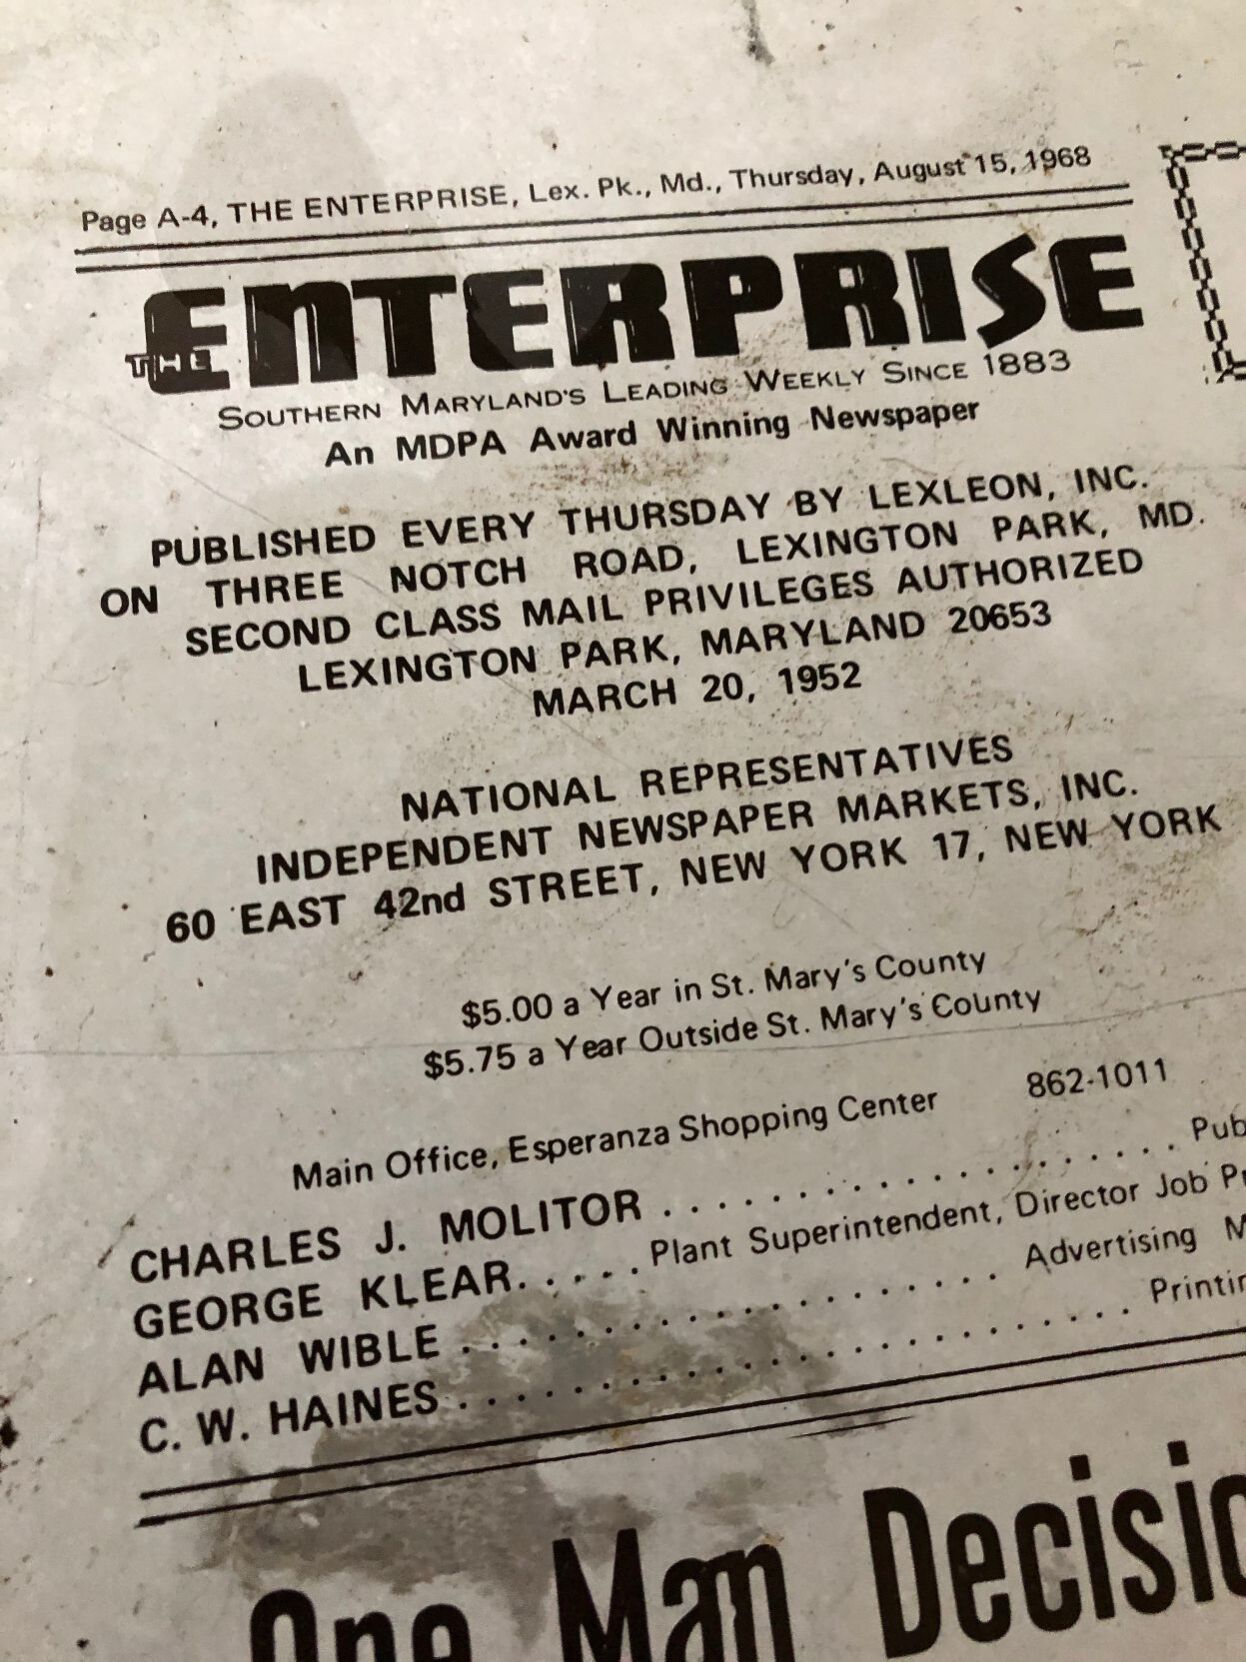 Page A-4, THE ENTERPRISE, Lex. Pk., Md., Thursday, August 15, 1968
THE ENTERPRISE
SOUTHERN MARYLAND'S LEADING WEEKLY SINCE 1883
An MDPA Award Winning Newspaper
PUBLISHED EVERY THURSDAY BY LEXLEON, INC.
ON THREE NOTCH ROAD, LEXINGTON PARK, MD.
SECOND CLASS MAIL PRIVILEGES AUTHORIZED
LEXINGTON PARK, MARYLAND 20653
MARCH 20, 1952
NATIONAL REPRESENTATIVES
INDEPENDENT NEWSPAPER MARKETS, INC.
60 EAST 42nd STREET, NEW YORK 17, NEW YORK
$5.00 a Year in St. Mary's County
$5.75 a Year Outside St. Mary's County
Main Office, Esperanza Shopping Center 862-1011
CHARLES J. MOLITOR . . . . . . . . . . . . . . . . . . . Pub
GEORGE KLEAR. . . . . Plant Superintendent, Director Job Pr
ALAN WIBLE . . . . . . . . . . . . . . . . . . . . Advertising M
C. W. HAINES . . . . . . . . . . . . . . . . . . . . . . . . Printin
One Man Decisio